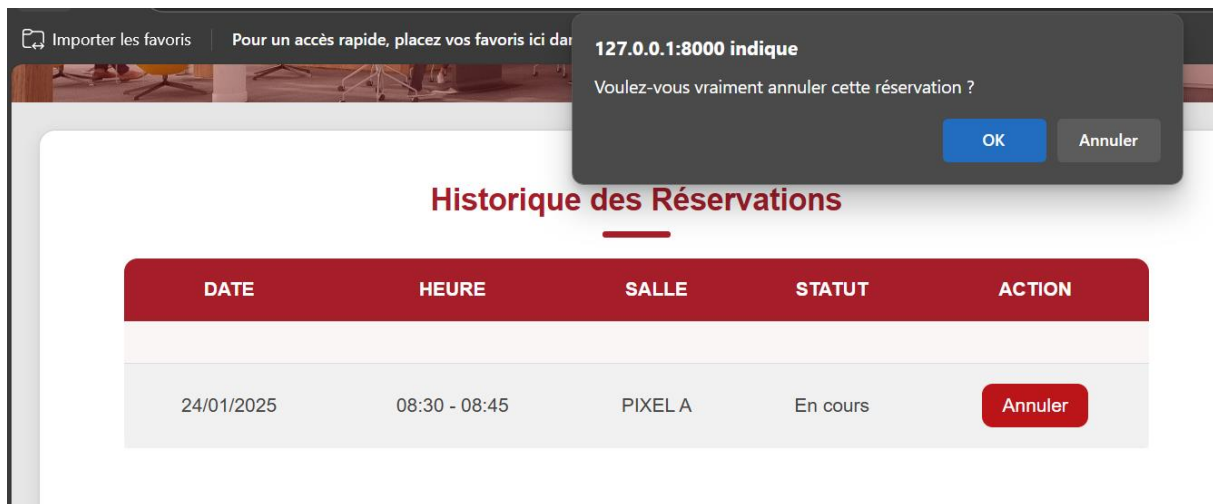 Importer les favoris
Pour un accès rapide, placez vos favoris ici
127.0.0.1:8000 indique
Voulez-vous vraiment annuler cette réservation ?
OK Annuler
Historique des Réservations
DATE HEURE SALLE STATUT ACTION
24/01/2025 08:30 - 08:45 PIXEL A En cours Annuler